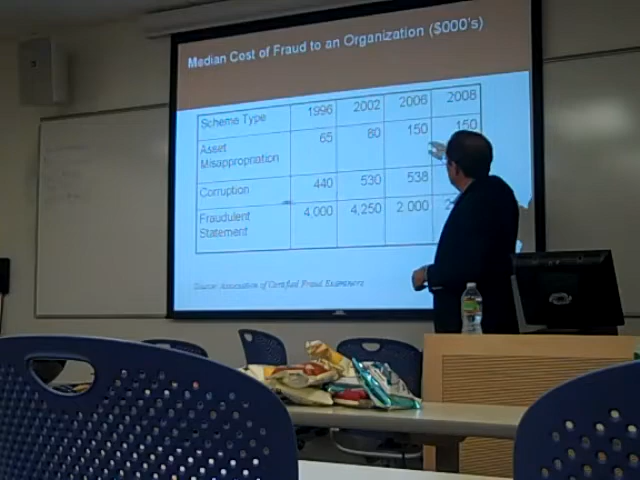 Median Cost of Fraud to an Organization ($000's)
Scheme Type 1996 2002 2006 2008
Asset Misappropriation 65 80 150 150
Corruption 440 530 538
Fraudulent Statement 4,000 4,250 2,000
Source: Association of Certified Fraud Examiners